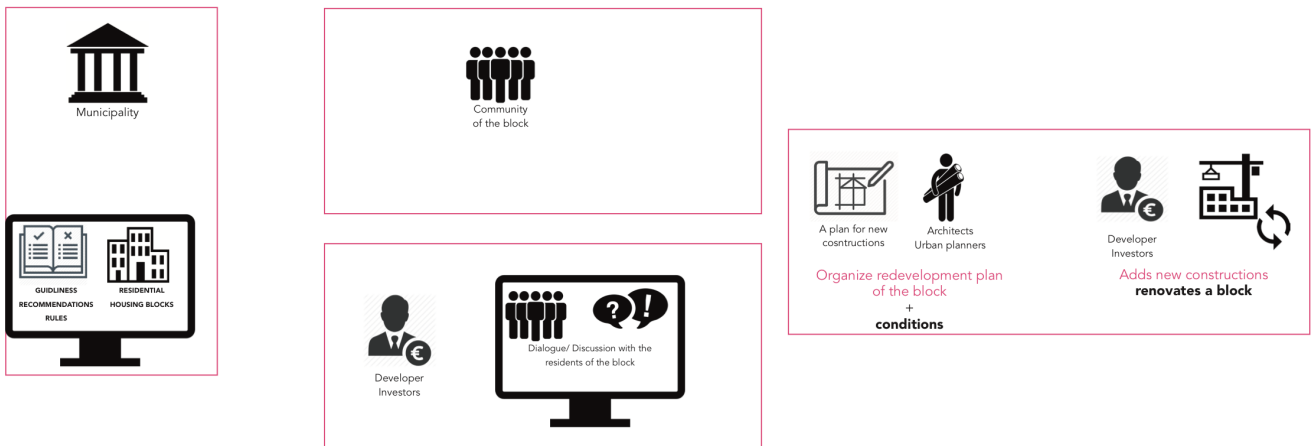 Municipality
GUIDLINESS
RECOMMENDATIONS
RULES
RESIDENTIAL
HOUSING BLOCKS
Community
of the block
Developer
Investors
?
!
Dialogue/ Discussion with the
residents of the block
A plan for new
cosntructions
Architects
Urban planners
Organize redevelopment plan
of the block
+
conditions
€
Developer
Investors
Adds new constructions
renovates a block